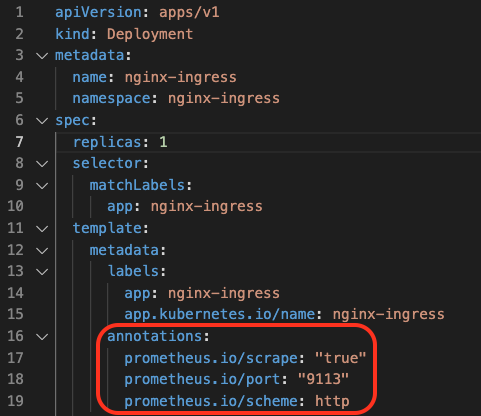 1 apiVersion: apps/v1
2 kind: Deployment
3 metadata:
4 name: nginx-ingress
5 namespace: nginx-ingress
6 spec:
7 replicas: 1
8 selector:
9 matchLabels:
10 app: nginx-ingress
11 template:
12 metadata:
13 labels:
14 app: nginx-ingress
15 app.kubernetes.io/name: nginx-ingress
16 annotations:
17 prometheus.io/scrape: "true"
18 prometheus.io/port: "9113"
19 prometheus.io/scheme: http